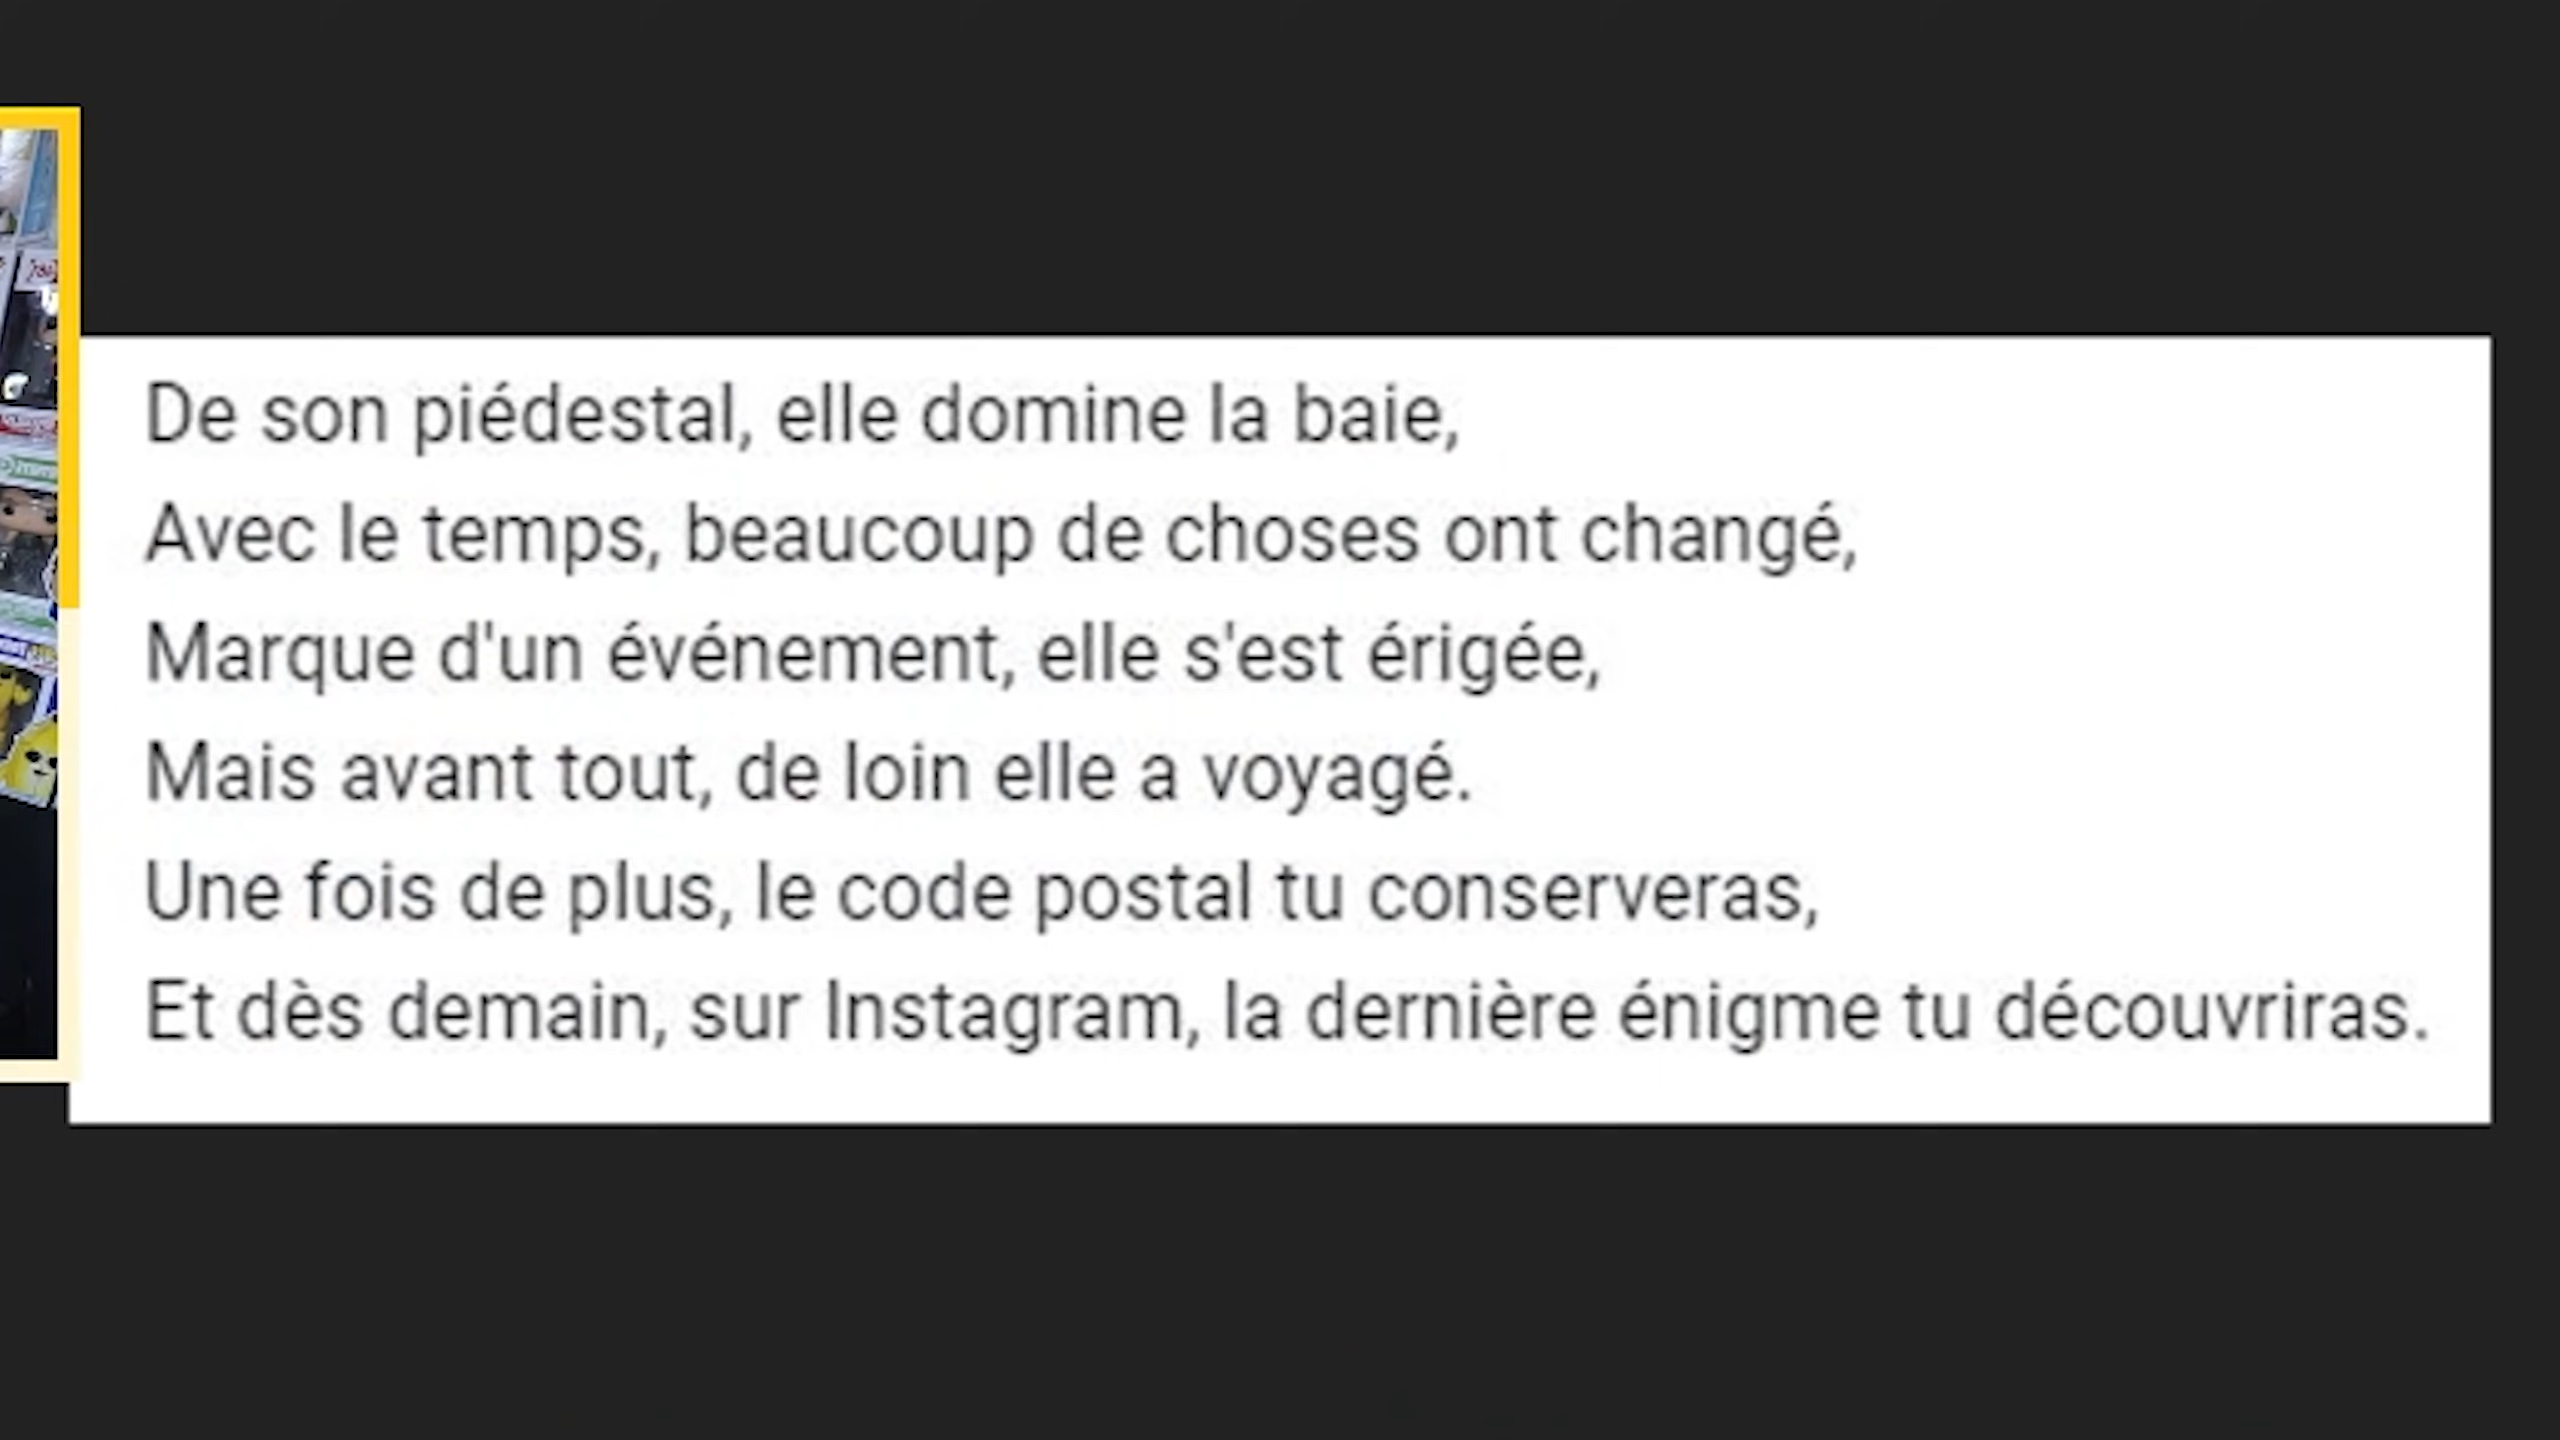 De son piédestal, elle domine la baie,
Avec le temps, beaucoup de choses ont changé,
Marque d'un événement, elle s'est érigée,
Mais avant tout, de loin elle a voyagé.
Une fois de plus, le code postal tu conserveras,
Et dès demain, sur Instagram, la dernière énigme tu découvriras.